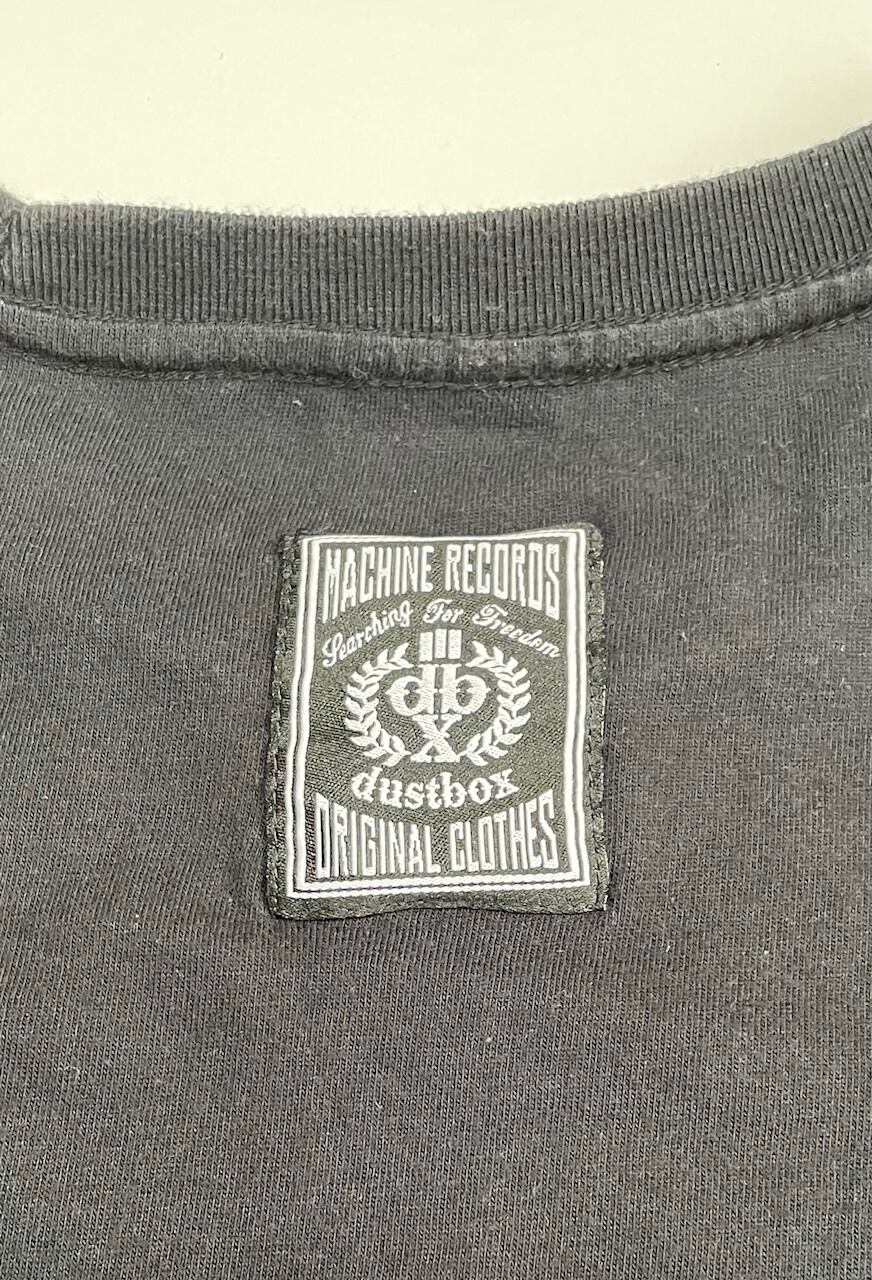 MACHINE RECORDS
Searching For Freedom
db
X
dustbox
ORIGINAL CLOTHES